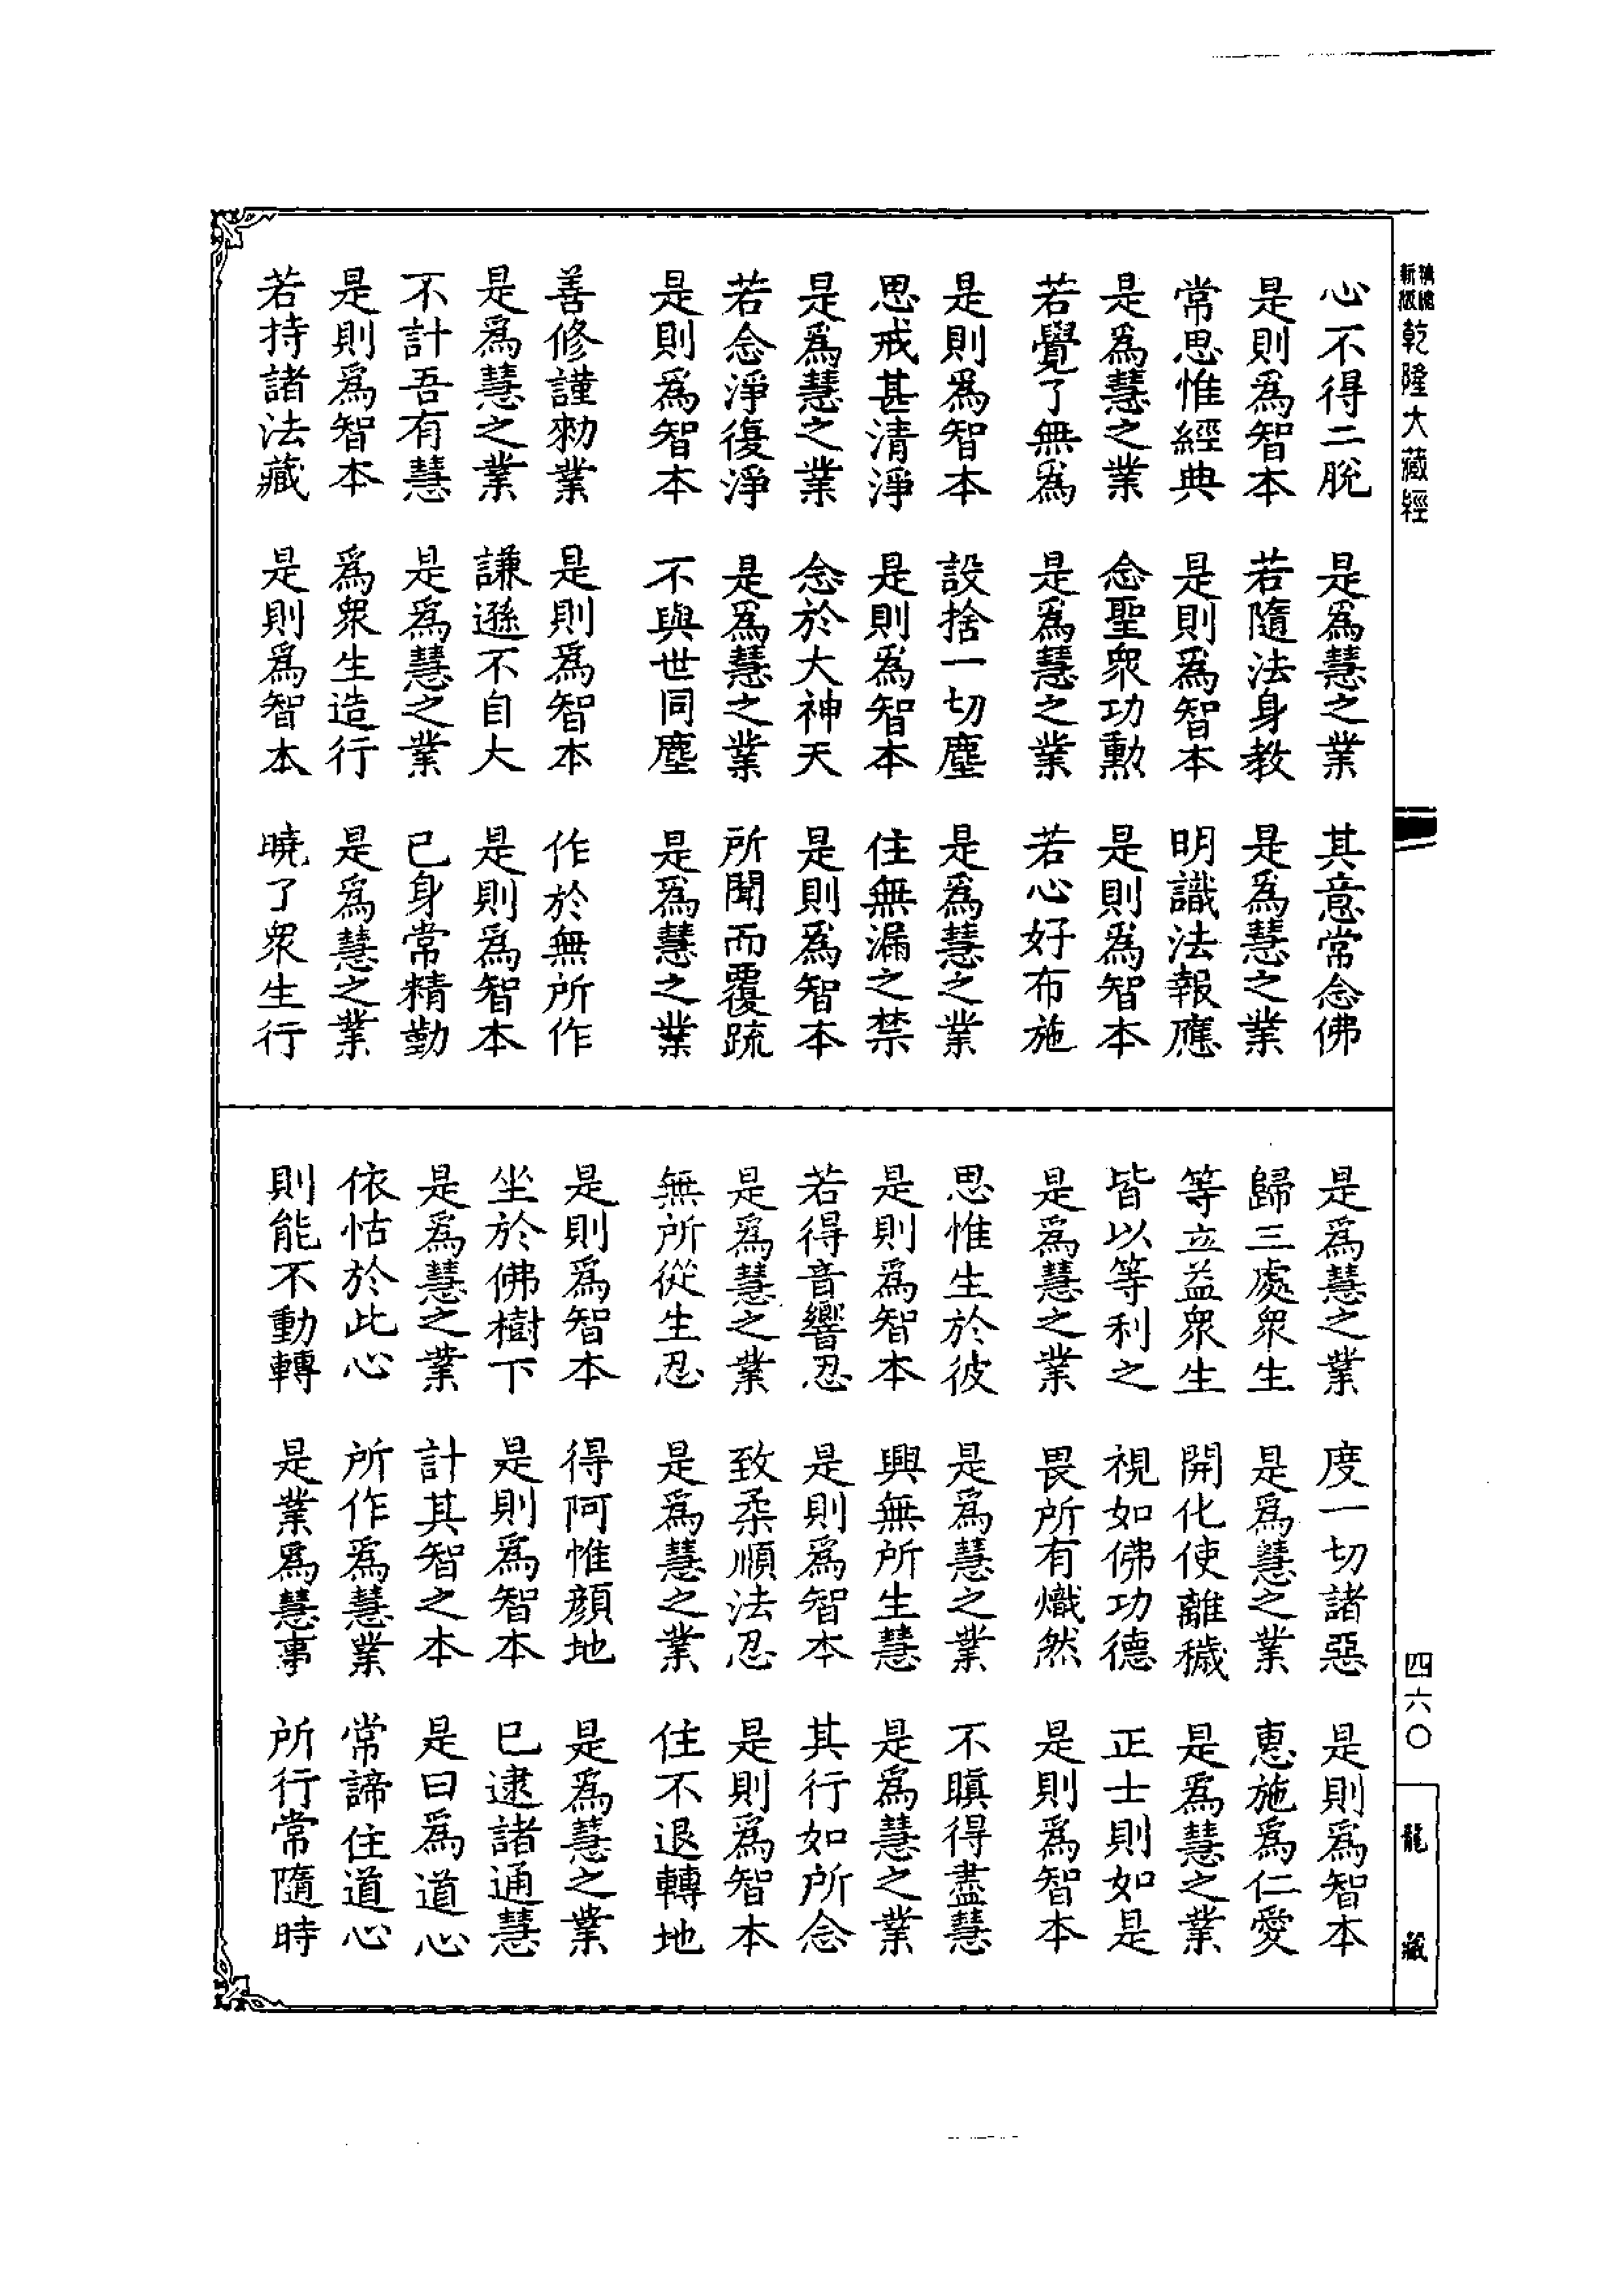 乾隆大藏經
心不得二脫 是爲慧之業 其意常念佛
是則爲智本 若隨法身教 是爲慧之業
常思惟經典 是則爲智本 明識法報應
是爲慧之業 念聖眾功勳 是則爲智本
若覺了無爲 是爲慧之業 若心好布施
是則爲智本 設捨一切塵 是爲慧之業
思戒甚清淨 是則爲智本 住無漏之禁
是爲慧之業 念於大神天 是則爲智本
若念淨復淨 是爲慧之業 所聞而覆疏
是則爲智本 不與世同塵 是爲慧之業
善修謹勑業 是則爲智本 作於無所作
是爲慧之業 謙遜不自大 是則爲智本
不計吾有慧 是爲慧之業 已身常精勤
是則爲智本 爲眾生造行 是爲慧之業
若持諸法藏 是則爲智本 曉了眾生行
是爲慧之業 度一切諸惡 是則爲智本
歸三處眾生 是爲慧之業 惠施爲仁愛
等立益眾生 開化使離穢 是爲慧之業
皆以等利之 視如佛功德 正士則如是
是爲慧之業 畏所有熾然 是則爲智本
思惟生於彼 是爲慧之業 不瞋得盡慧
是則爲智本 興無所生慧 是爲慧之業
若得音響忍 是則爲智本 其行如所念
是爲慧之業 致柔順法忍 是則爲智本
無所從生忍 是爲慧之業 住不退轉地
是則爲智本 得阿惟顏地 是爲慧之業
坐於佛樹下 是則爲智本 已逮諸通慧
是爲慧之業 計其智之本 是曰爲道心
依怙於此心 所作爲慧業 常諦住道心
則能不動轉 是業爲慧事 所行常隨時
四六〇
龍藏